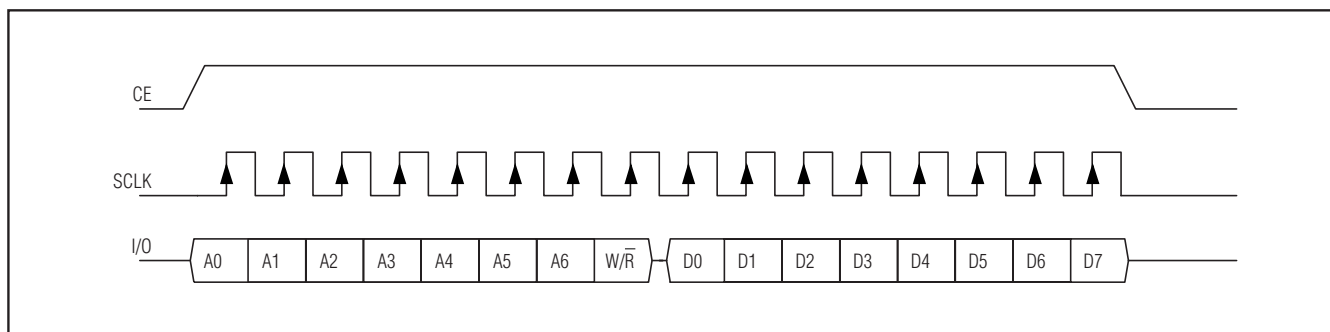 CE
SCLK
I/O A0 A1 A2 A3 A4 A5 A6 W/R̅ D0 D1 D2 D3 D4 D5 D6 D7